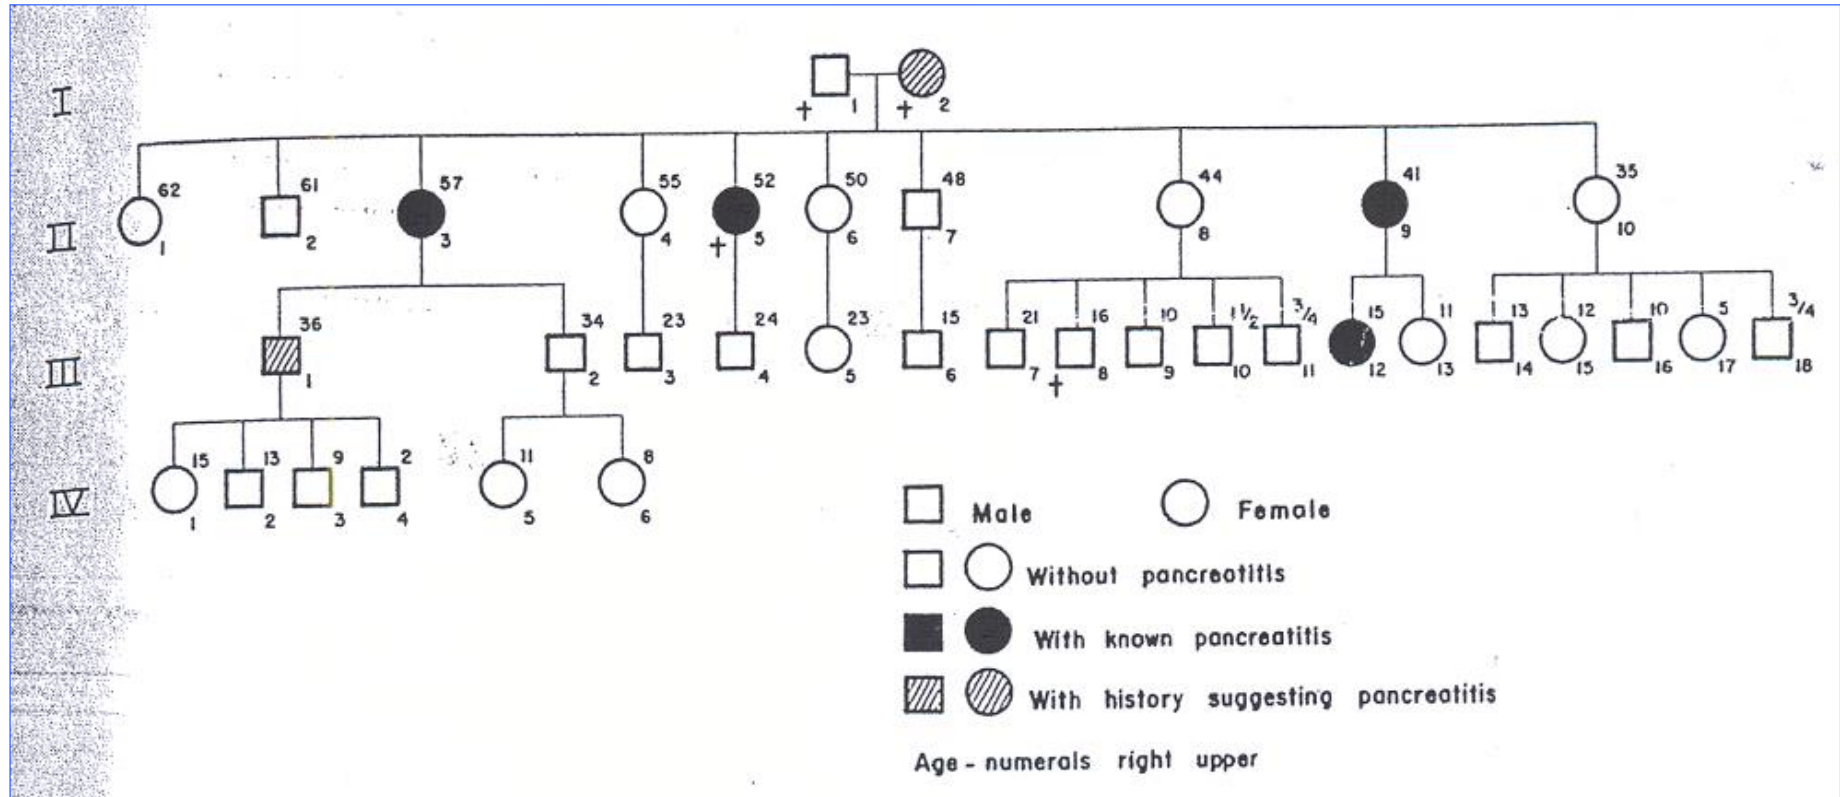 I
† 1 † 2
62 61 57 55 52 50 48 44 41 35
II
1 2 3 4 † 5 6 7 8 9 10
36 34 23 24 23 15 21 16 10 1½ 3/4 15 11 13 12 10 5 3/4
III
1 2 3 4 5 6 7 † 8 9 10 11 12 13 14 15 16 17 18
15 13 9 2 11 8
IV
1 2 3 4 5 6
Male Female
Without pancreatitis
With known pancreatitis
With history suggesting pancreatitis
Age - numerals right upper